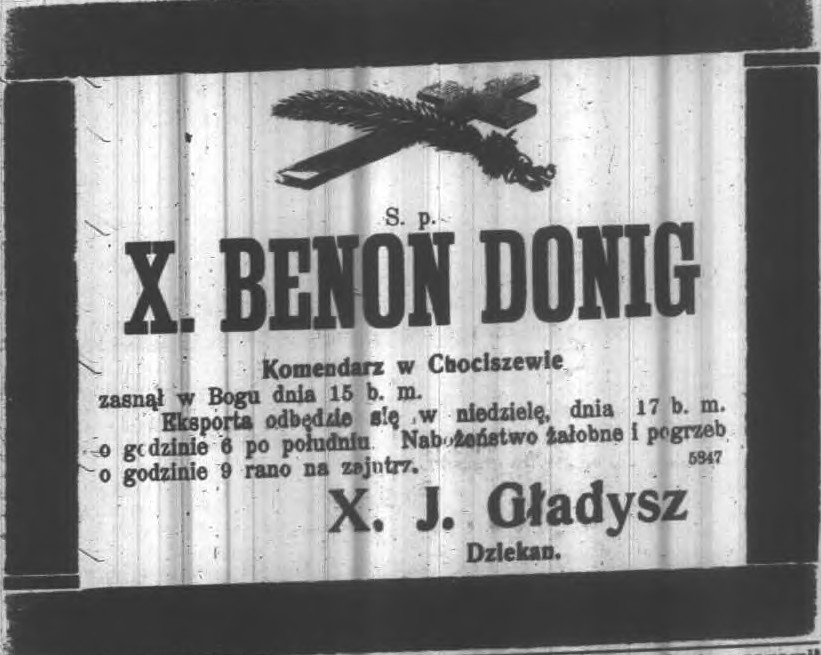 S. p.
X. BENON DONIG
Komendarz w Chociszewie
zasnął w Bogu dnia 15 b. m.
Eksporta odbędzie się w niedzielę, dnia 17 b. m.
o godzinie 6 po południu Nabożeństwo żałobne i pogrzeb
o godzinie 9 rano na zajutrz.
5847
X. J. Gładysz
Dziekan.